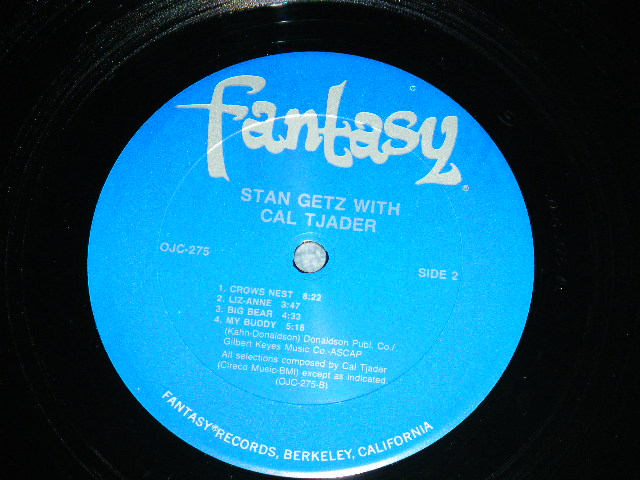 fantasy®
STAN GETZ WITH
CAL TJADER
OJC-275
SIDE 2
1. CROWS NEST 8:22
2. LIZ-ANNE 3:47
3. BIG BEAR 4:33
4. MY BUDDY 5:18
(Kahn-Donaldson) Donaldson Publ. Co./
Gilbert Keyes Music Co.-ASCAP
All selections composed by Cal Tjader
(Cireco Music-BMI) except as indicated.
(OJC-275-B)
FANTASY® RECORDS, BERKELEY, CALIFORNIA